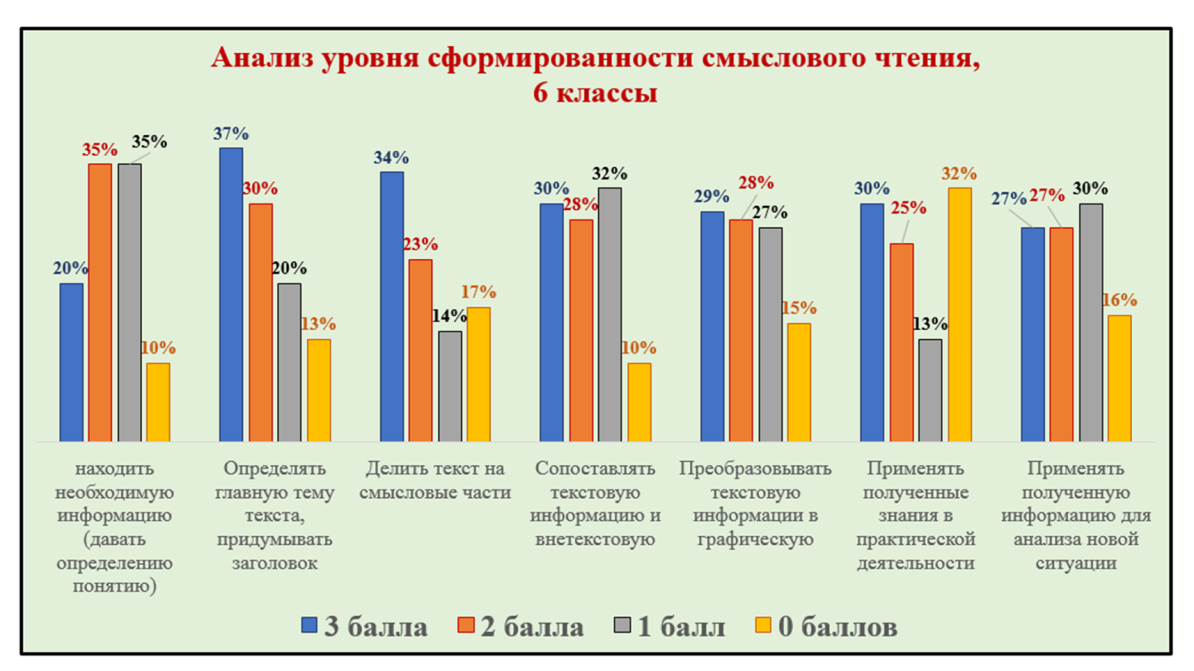 Анализ уровня сформированности смыслового чтения,
6 классы
20%
35%
35%
10%
37%
30%
20%
13%
34%
23%
14%
17%
30%
28%
32%
10%
29%
28%
27%
15%
30%
25%
13%
32%
27%
27%
30%
16%
находить
необходимую
информацию
(давать
определению
понятию)
Определять
главную тему
текста,
придумывать
заголовок
Делить текст на
смысловые части
Сопоставлять
текстовую
информацию и
внетекстовую
Преобразовывать
текстовую
информации в
графическую
Применять
полученные
знания в
практической
деятельности
Применять
полученную
информацию для
анализа новой
ситуации
3 балла
2 балла
1 балл
0 баллов